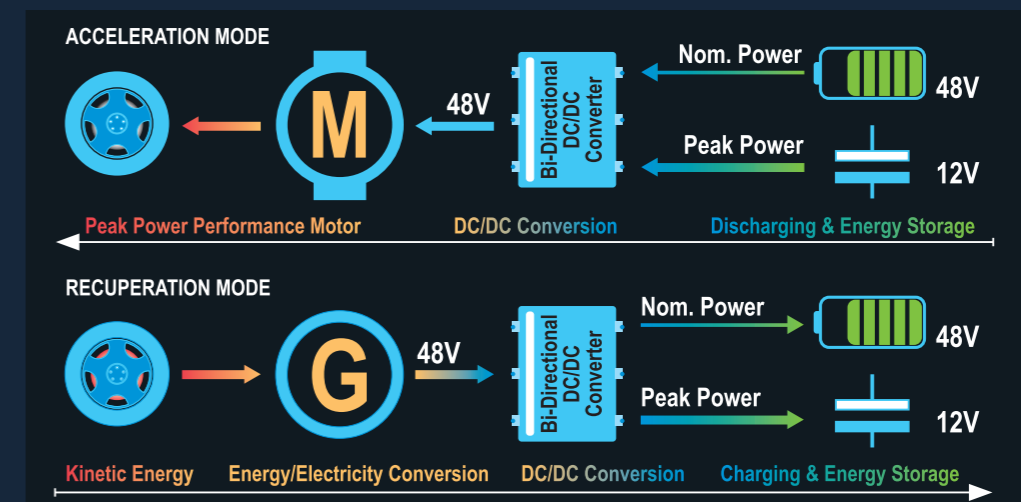 ACCELERATION MODE
Nom. Power
48V
48V
M
Bi-Directional
DC/DC
Converter
Peak Power
12V
Peak Power Performance Motor
DC/DC Conversion
Discharging & Energy Storage
RECUPERATION MODE
Nom. Power
48V
48V
G
Bi-Directional
DC/DC
Converter
Peak Power
12V
Kinetic Energy
Energy/Electricity Conversion
DC/DC Conversion
Charging & Energy Storage